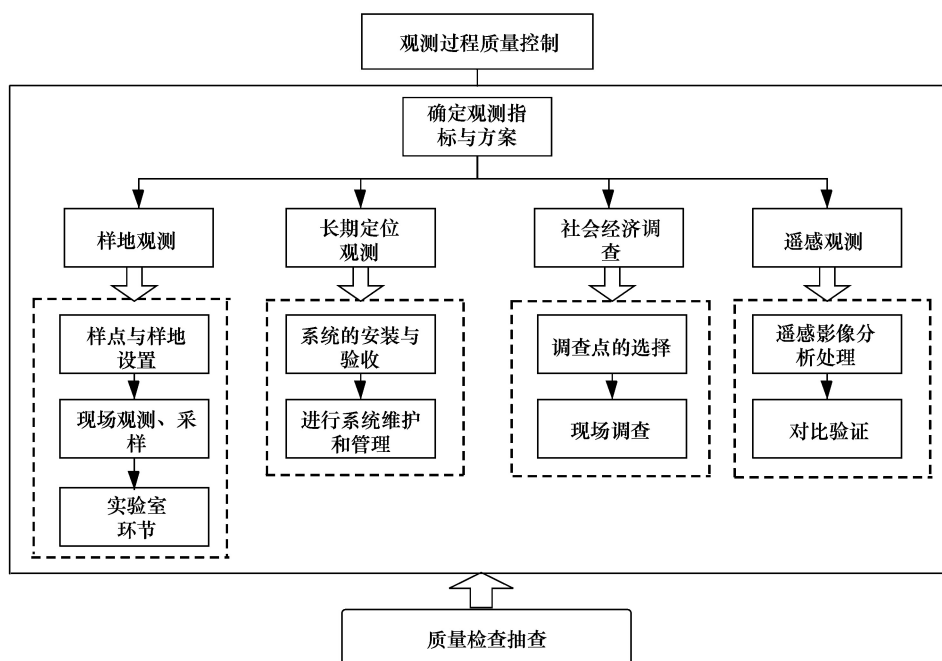 观测过程质量控制
确定观测指
标与方案
样地观测
长期定位
观测
社会经济调
查
遥感观测
样点与样地
设置
现场观测、采
样
实验室
环节
系统的安装与
验收
进行系统维护
和管理
调查点的选择
现场调查
遥感影像分
析处理
对比验证
质量检查抽查